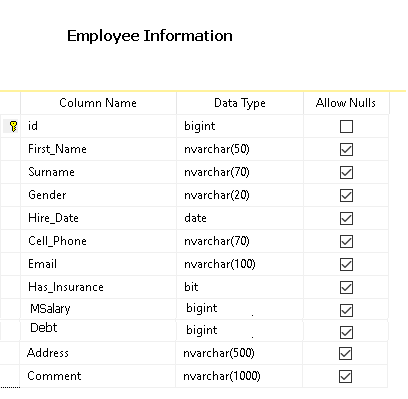 Employee Information
Column Name Data Type Allow Nulls
id bigint
First_Name nvarchar(50)
Surname nvarchar(70)
Gender nvarchar(20)
Hire_Date date
Cell_Phone nvarchar(70)
Email nvarchar(100)
Has_Insurance bit
MSalary bigint
Debt bigint
Address nvarchar(500)
Comment nvarchar(1000)